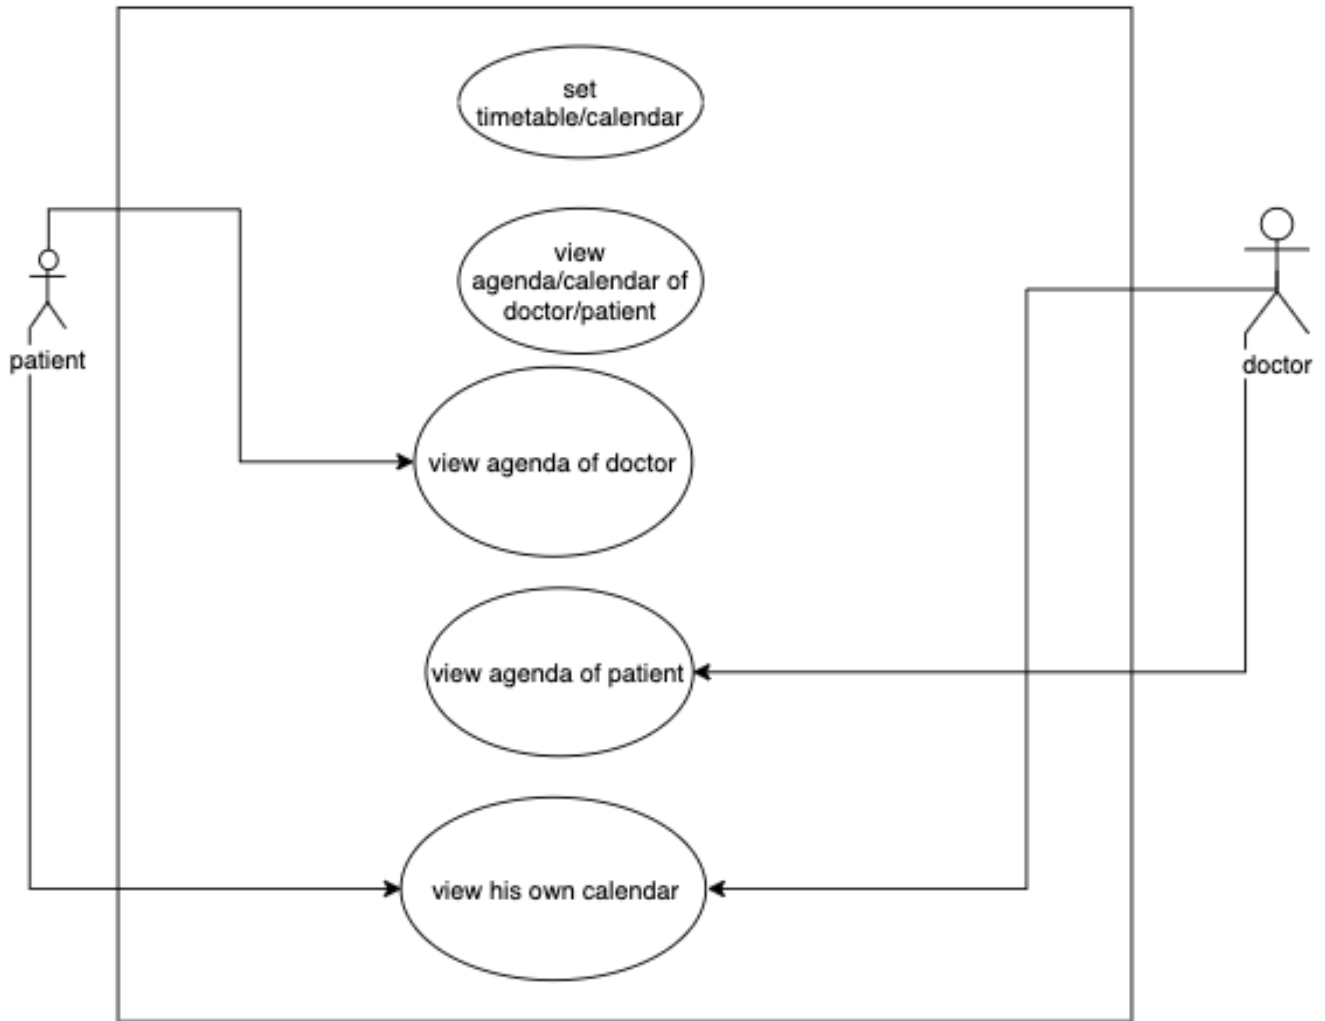 set
timetable/calendar
view
agenda/calendar of
doctor/patient
patient
doctor
view agenda of doctor
view agenda of patient
view his own calendar